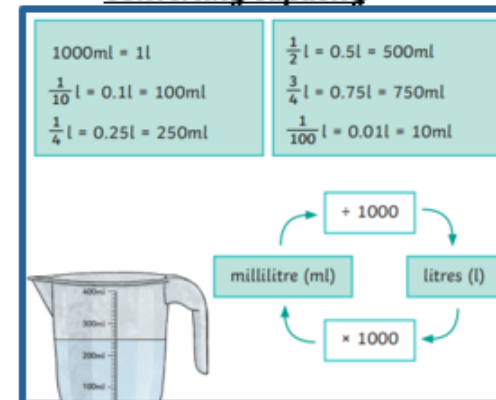 1000ml = 1l
1/10 l = 0.1l = 100ml
1/4 l = 0.25l = 250ml
1/2 l = 0.5l = 500ml
3/4 l = 0.75l = 750ml
1/100 l = 0.01l = 10ml
÷ 1000
millilitre (ml)
litres (l)
× 1000
400ml
300ml
200ml
100ml